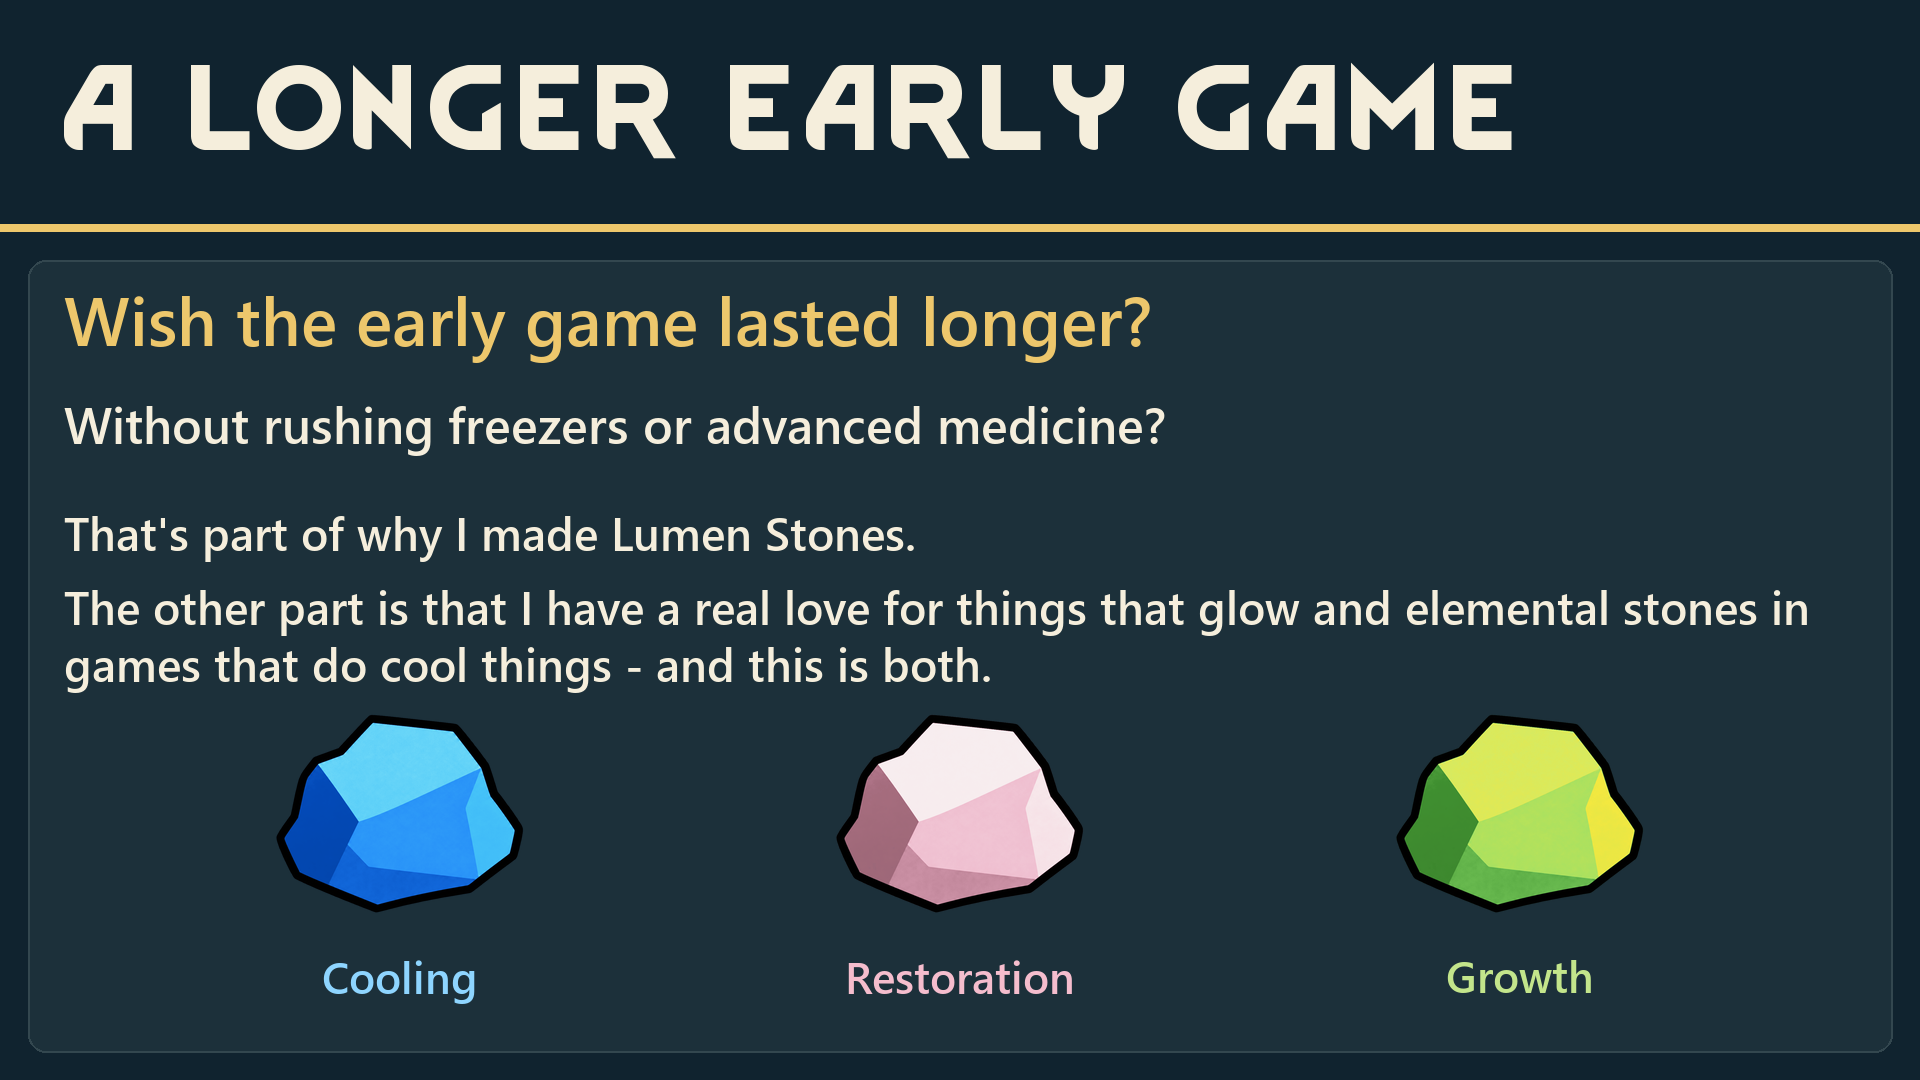 A LONGER EARLY GAME
Wish the early game lasted longer?
Without rushing freezers or advanced medicine?
That's part of why I made Lumen Stones.
The other part is that I have a real love for things that glow and elemental stones in
games that do cool things - and this is both.
Cooling
Restoration
Growth